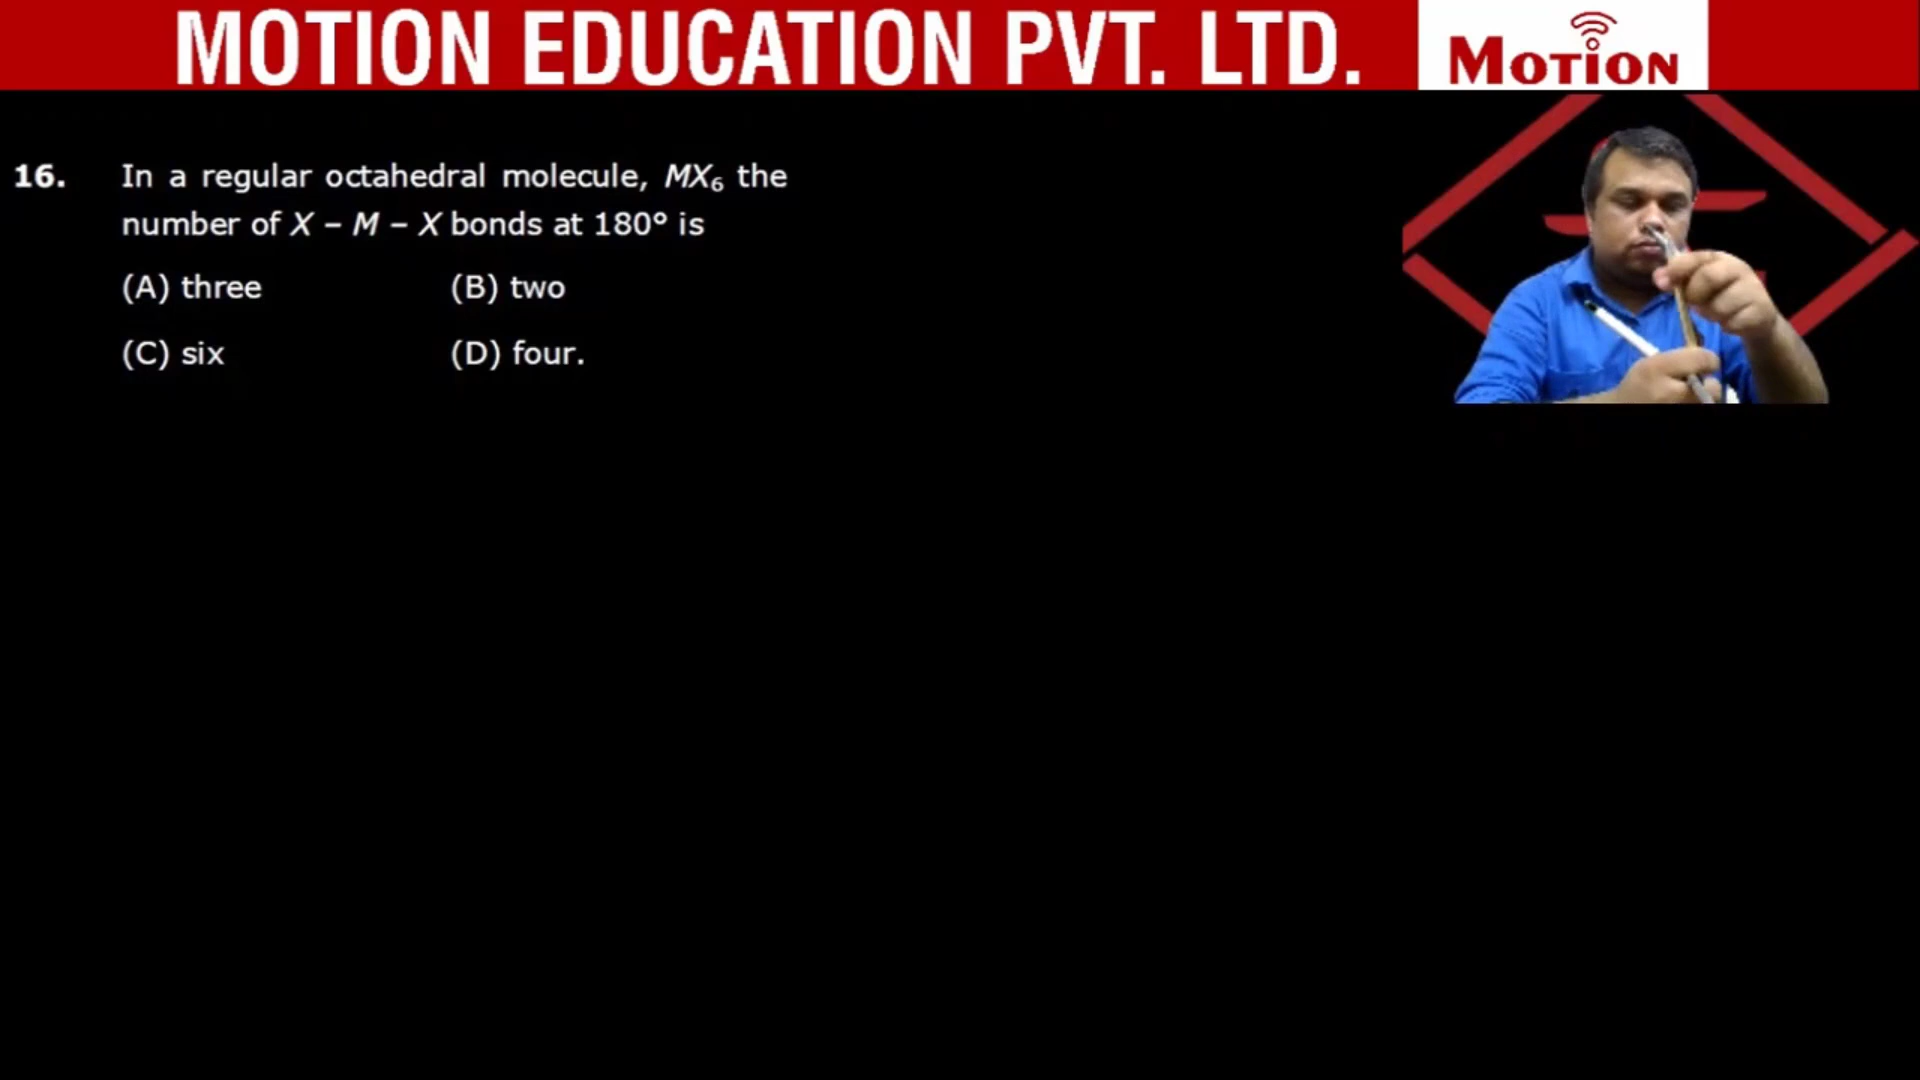 MOTION EDUCATION PVT. LTD.
MOTION
16. In a regular octahedral molecule, MX₆ the
number of X – M – X bonds at 180° is
(A) three (B) two
(C) six (D) four.